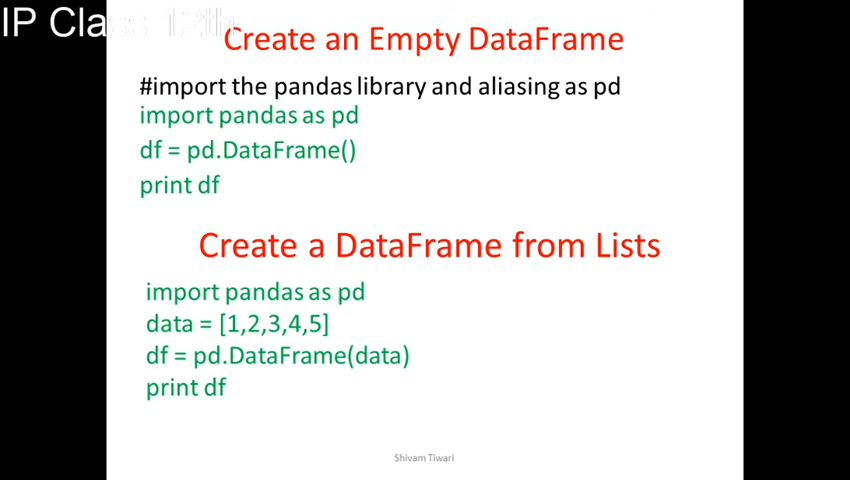 IP Class 12th
Create an Empty DataFrame
#import the pandas library and aliasing as pd
import pandas as pd
df = pd.DataFrame()
print df
Create a DataFrame from Lists
import pandas as pd
data = [1,2,3,4,5]
df = pd.DataFrame(data)
print df
Shivam Tiwari